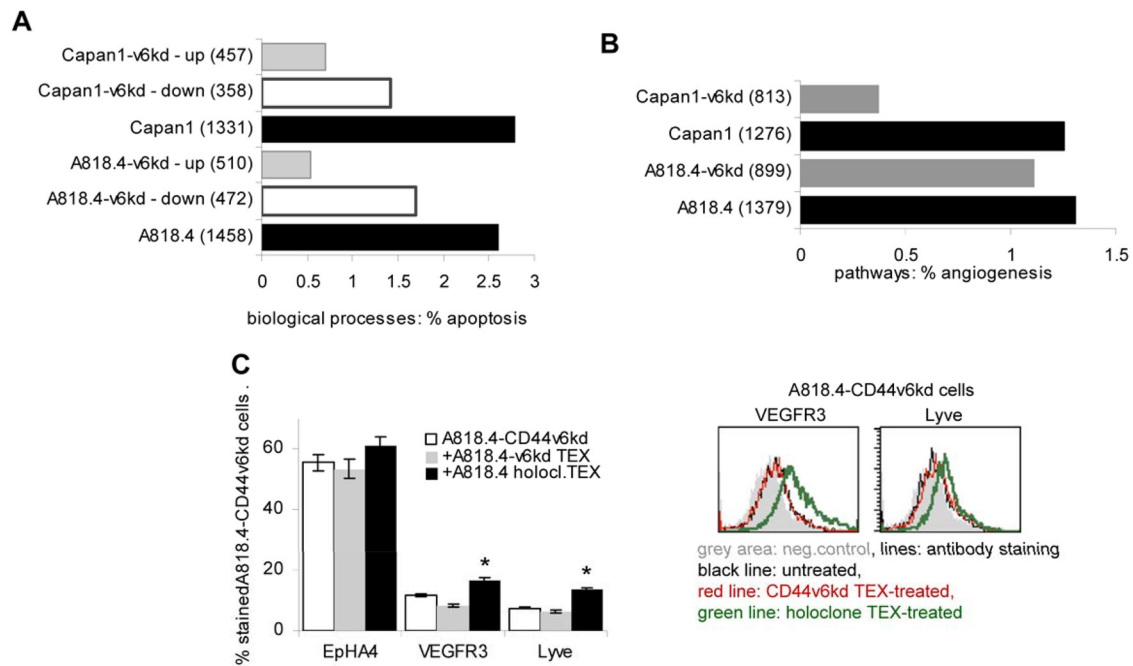 A
Capan1-v6kd - up (457)
Capan1-v6kd - down (358)
Capan1 (1331)
A818.4-v6kd - up (510)
A818.4-v6kd - down (472)
A818.4 (1458)
0 0.5 1 1.5 2 2.5 3
biological processes: % apoptosis
B
Capan1-v6kd (813)
Capan1 (1276)
A818.4-v6kd (899)
A818.4 (1379)
0 0.5 1 1.5
pathways: % angiogenesis
C
% stainedA818.4-CD44v6kd cells .
60
40
20
0
A818.4-CD44v6kd
+A818.4-v6kd TEX
+A818.4 holocl.TEX
* *
EpHA4 VEGFR3 Lyve
A818.4-CD44v6kd cells
VEGFR3 Lyve
grey area: neg.control, lines: antibody staining
black line: untreated,
red line: CD44v6kd TEX-treated,
green line: holoclone TEX-treated